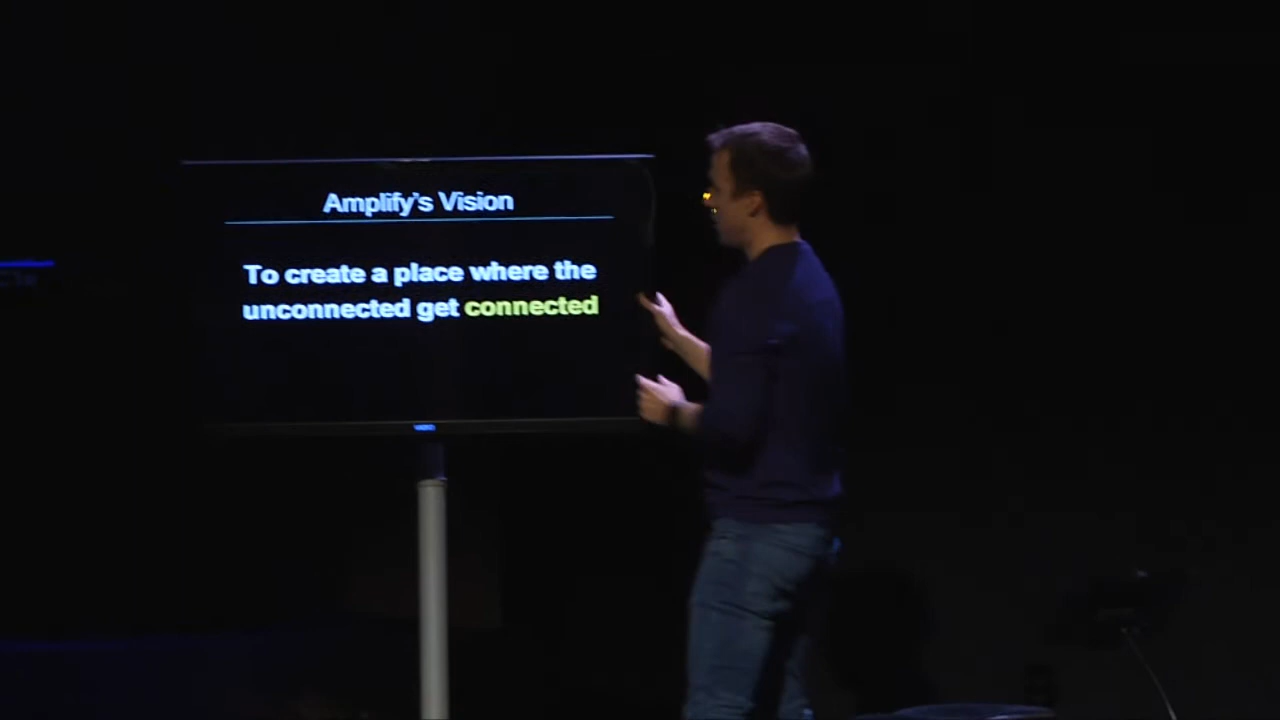 Amplify's Vision
To create a place where the
unconnected get connected